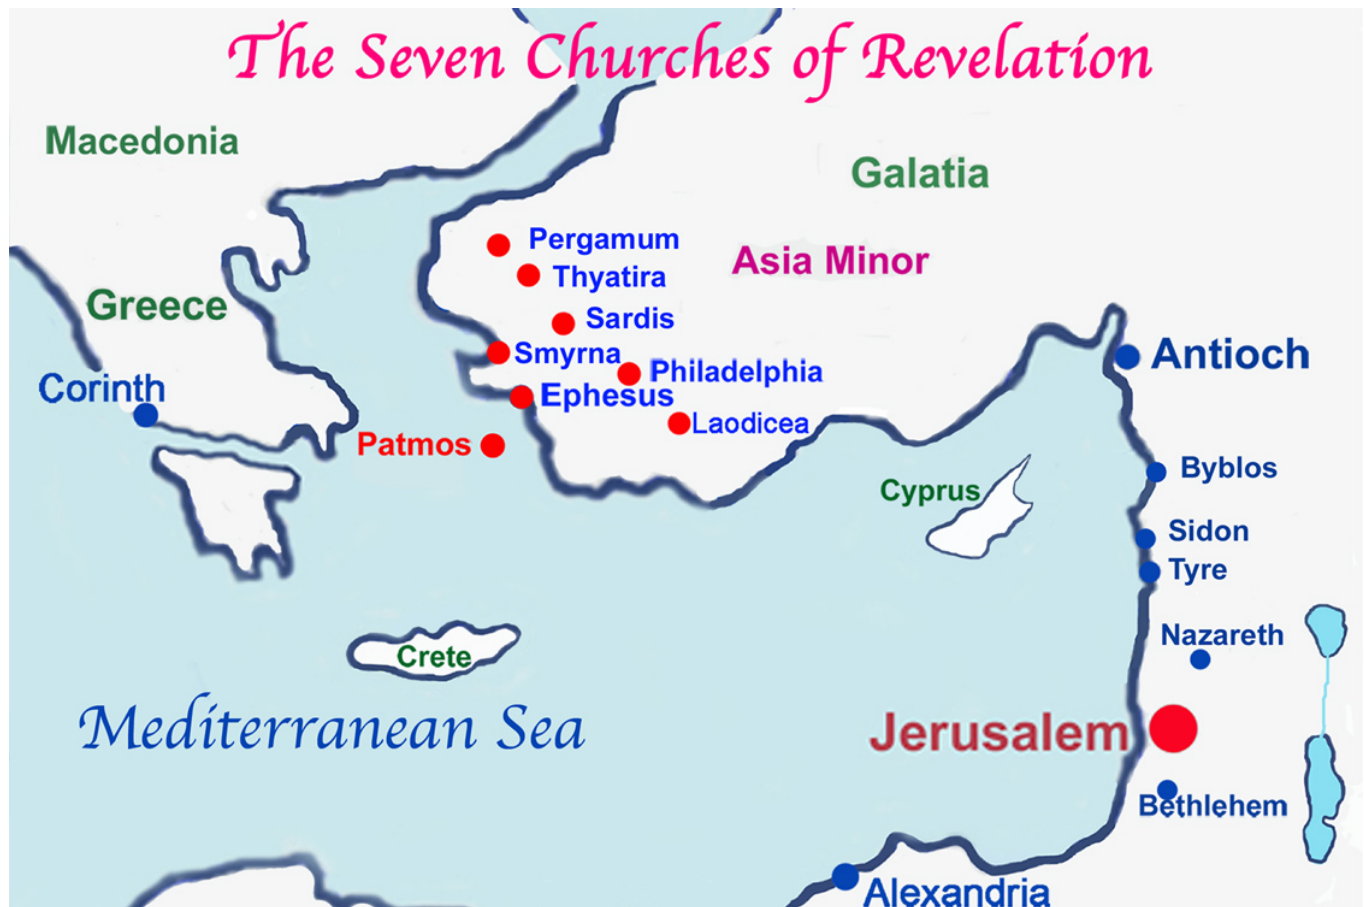 The Seven Churches of Revelation
Macedonia
Galatia
Pergamum
Asia Minor
Thyatira
Greece
Sardis
Smyrna
Antioch
Philadelphia
Corinth
Ephesus
Laodicea
Patmos
Byblos
Cyprus
Sidon
Tyre
Nazareth
Crete
Mediterranean Sea
Jerusalem
Bethlehem
Alexandria